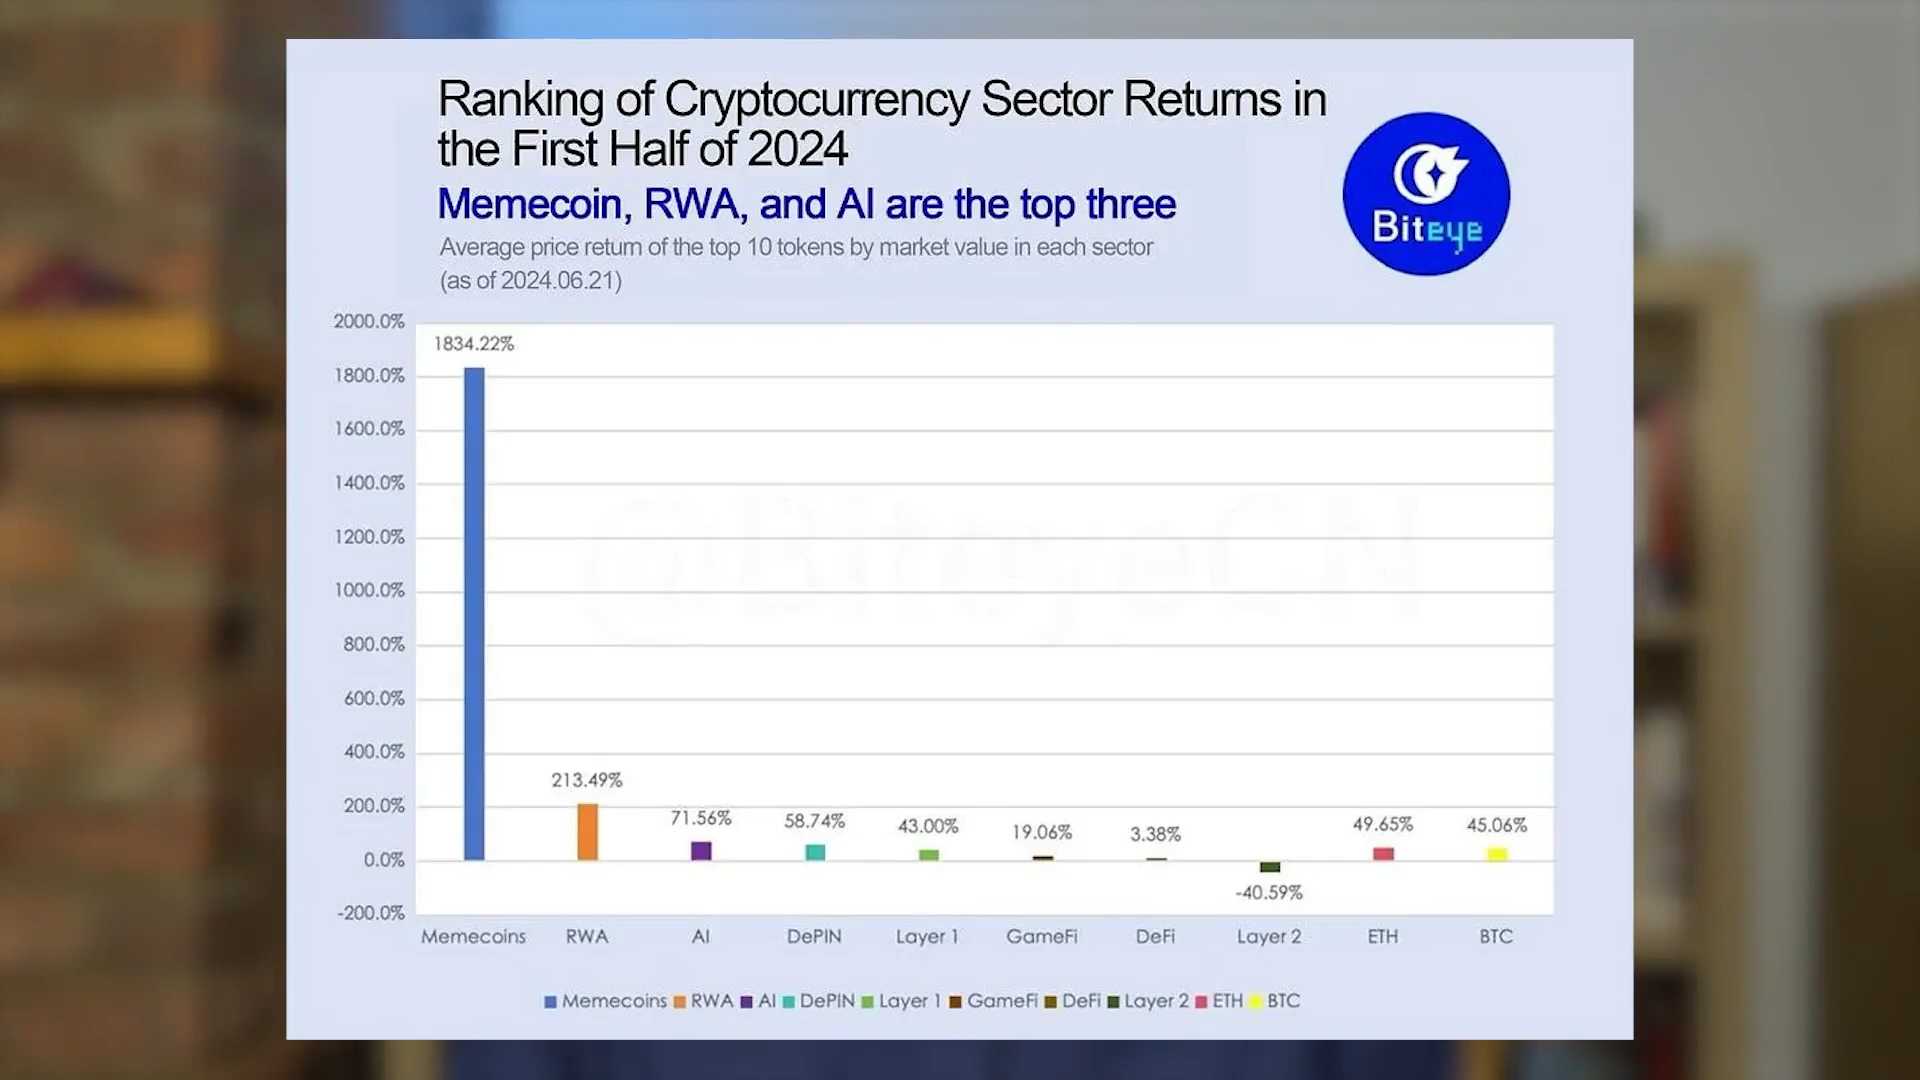 Ranking of Cryptocurrency Sector Returns in
the First Half of 2024
Memecoin, RWA, and AI are the top three
Average price return of the top 10 tokens by market value in each sector
(as of 2024.06.21)
Biteye
2000.0%
1800.0%
1600.0%
1400.0%
1200.0%
1000.0%
800.0%
600.0%
400.0%
200.0%
0.0%
-200.0%
1834.22%
213.49%
71.56%
58.74%
43.00%
19.06%
3.38%
-40.59%
49.65%
45.06%
@BiteyeCN
Memecoins RWA AI DePIN Layer 1 GameFi DeFi Layer 2 ETH BTC
Memecoins RWA AI DePIN Layer 1 GameFi DeFi Layer 2 ETH BTC